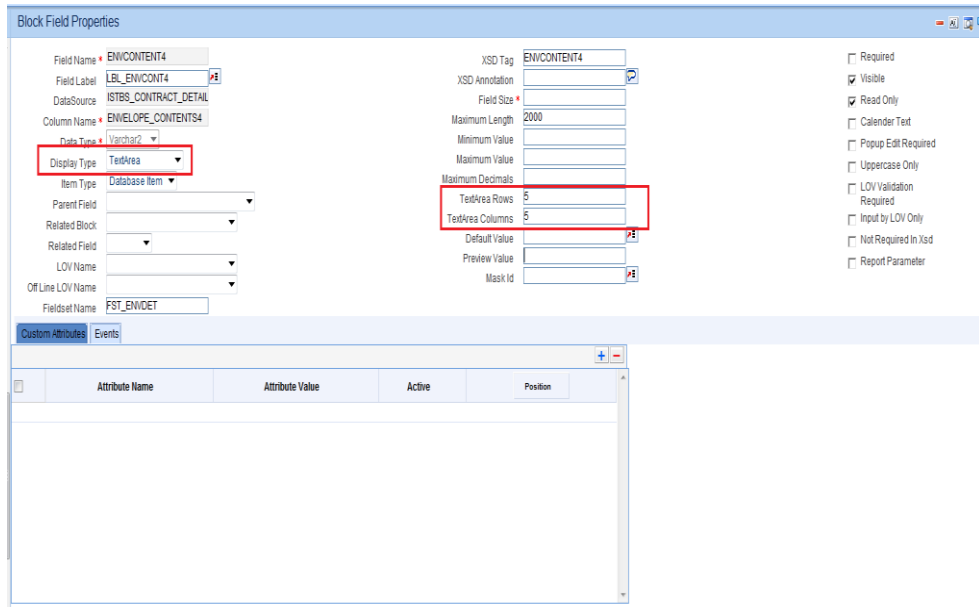 Block Field Properties
Field Name * ENVCONTENT4
Field Label LBL_ENVCONT4
DataSource ISTBS_CONTRACT_DETAIL
Column Name * ENVELOPE_CONTENTS4
Data Type * Varchar2
Display Type TextArea
Item Type Database Item
Parent Field
Related Block
Related Field
LOV Name
Off Line LOV Name
Fieldset Name FST_ENVDET
XSD Tag ENVCONTENT4
XSD Annotation
Field Size *
Maximum Length 2000
Minimum Value
Maximum Value
Maximum Decimals
TextArea Rows 5
TextArea Columns 5
Default Value
Preview Value
Mask Id
Required
Visible
Read Only
Calender Text
Popup Edit Required
Uppercase Only
LOV Validation
Required
Input by LOV Only
Not Required In Xsd
Report Parameter
Custom Attributes Events
Attribute Name Attribute Value Active Position